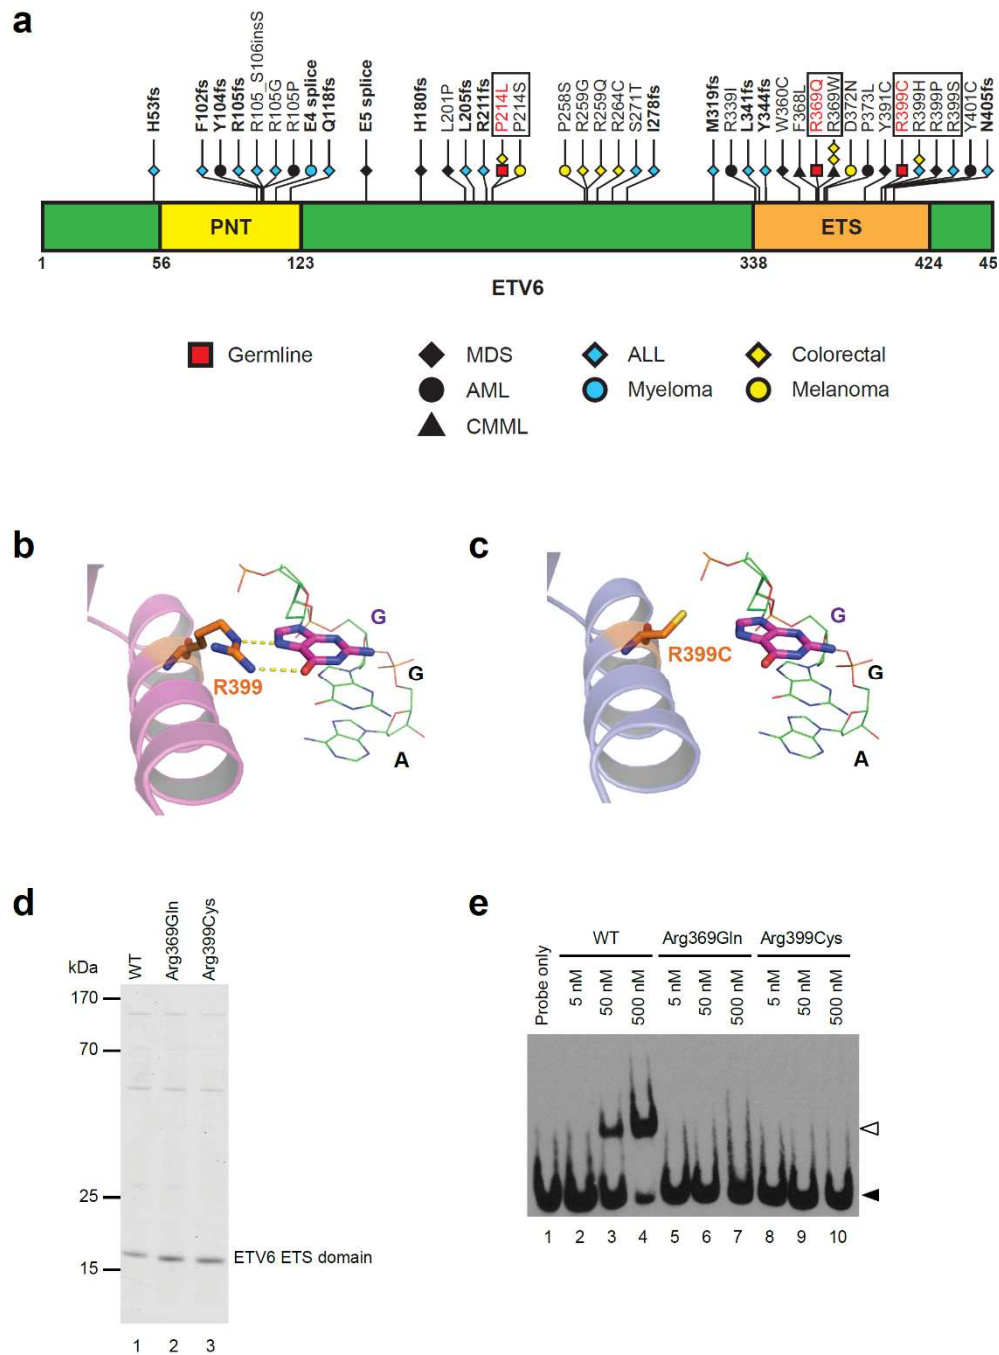 a
H53fs
F102fs
Y104fs
R105fs
R105_S106insS
R105G
R105P
E4 splice
Q118fs
E5 splice
H180fs
L201P
L205fs
R211fs
P214L
P214S
P258S
R259G
R259Q
R264C
S271T
I278fs
M319fs
R339I
L341fs
Y344fs
W360C
F368L
R369Q
R369W
D372N
P373L
Y391C
R399C
R399H
R399P
R399S
Y401C
N405fs
PNT
ETS
1
56
123
338
424
45
ETV6
Germline
MDS
ALL
Colorectal
AML
Myeloma
Melanoma
CMML
b
R399
G
G
A
c
R399C
G
G
A
d
kDa
WT
Arg369Gln
Arg399Cys
170
70
25
15
ETV6 ETS domain
1 2 3
e
WT Arg369Gln Arg399Cys
Probe only
5 nM
50 nM
500 nM
5 nM
50 nM
500 nM
5 nM
50 nM
500 nM
1 2 3 4 5 6 7 8 9 10